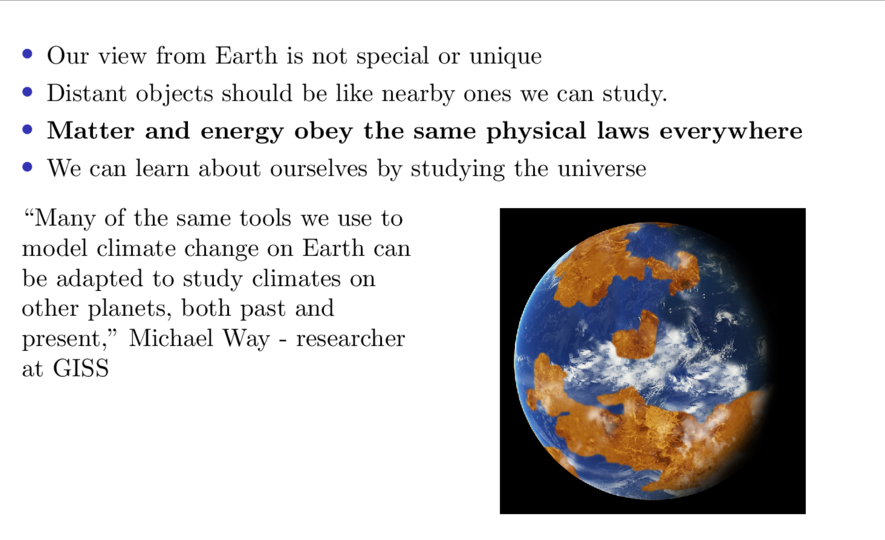 Our view from Earth is not special or unique
Distant objects should be like nearby ones we can study.
Matter and energy obey the same physical laws everywhere
We can learn about ourselves by studying the universe
“Many of the same tools we use to
model climate change on Earth can
be adapted to study climates on
other planets, both past and
present,” Michael Way - researcher
at GISS